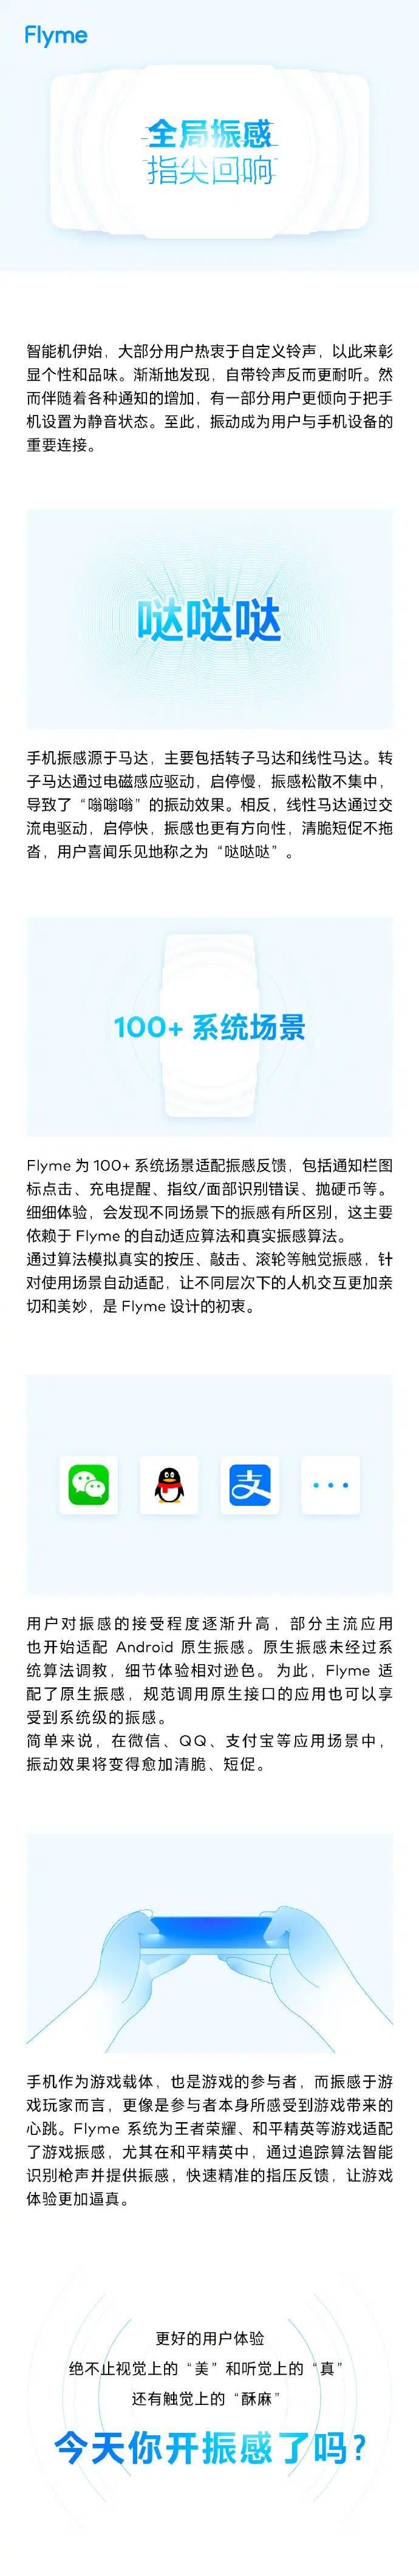 Flyme
全局振感
指尖回响
智能机伊始，大部分用户热衷于自定义铃声，以此来彰
显个性和品味。渐渐地发现，自带铃声反而更耐听。然
而伴随着各种通知的增加，有一部分用户更倾向于把手
机设置为静音状态。至此，振动成为用户与手机设备的
重要连接。
哒哒哒
手机振感源于马达，主要包括转子马达和线性马达。转
子马达通过电磁感应驱动，启停慢，振感松散不集中，
导致了“嗡嗡嗡”的振动效果。相反，线性马达通过交
流电驱动，启停快，振感也更有方向性，清脆短促不拖
沓，用户喜闻乐见地称之为“哒哒哒”。
100+ 系统场景
Flyme 为 100+ 系统场景适配振感反馈，包括通知栏图
标点击、充电提醒、指纹/面部识别错误、抛硬币等。
细细体验，会发现不同场景下的振感有所区别，这主要
依赖于 Flyme 的自动适应算法和真实振感算法。
通过算法模拟真实的按压、敲击、滚轮等触觉振感，针
对使用场景自动适配，让不同层次下的人机交互更加亲
切和美妙，是 Flyme 设计的初衷。
支
用户对振感的接受程度逐渐升高，部分主流应用
也开始适配 Android 原生振感。原生振感未经过系
统算法调教，细节体验相对逊色。为此，Flyme 适
配了原生振感，规范调用原生接口的应用也可以享
受到系统级的振感。
简单来说，在微信、QQ、支付宝等应用场景中，
振动效果将变得愈加清脆、短促。
手机作为游戏载体，也是游戏的参与者，而振感于游
戏玩家而言，更像是参与者本身所感受到游戏带来的
心跳。Flyme 系统为王者荣耀、和平精英等游戏适配
了游戏振感，尤其在和平精英中，通过追踪算法智能
识别枪声并提供振感，快速精准的指压反馈，让游戏
体验更加逼真。
更好的用户体验
绝不止视觉上的“美”和听觉上的“真”
还有触觉上的“酥麻”
今天你开振感了吗？